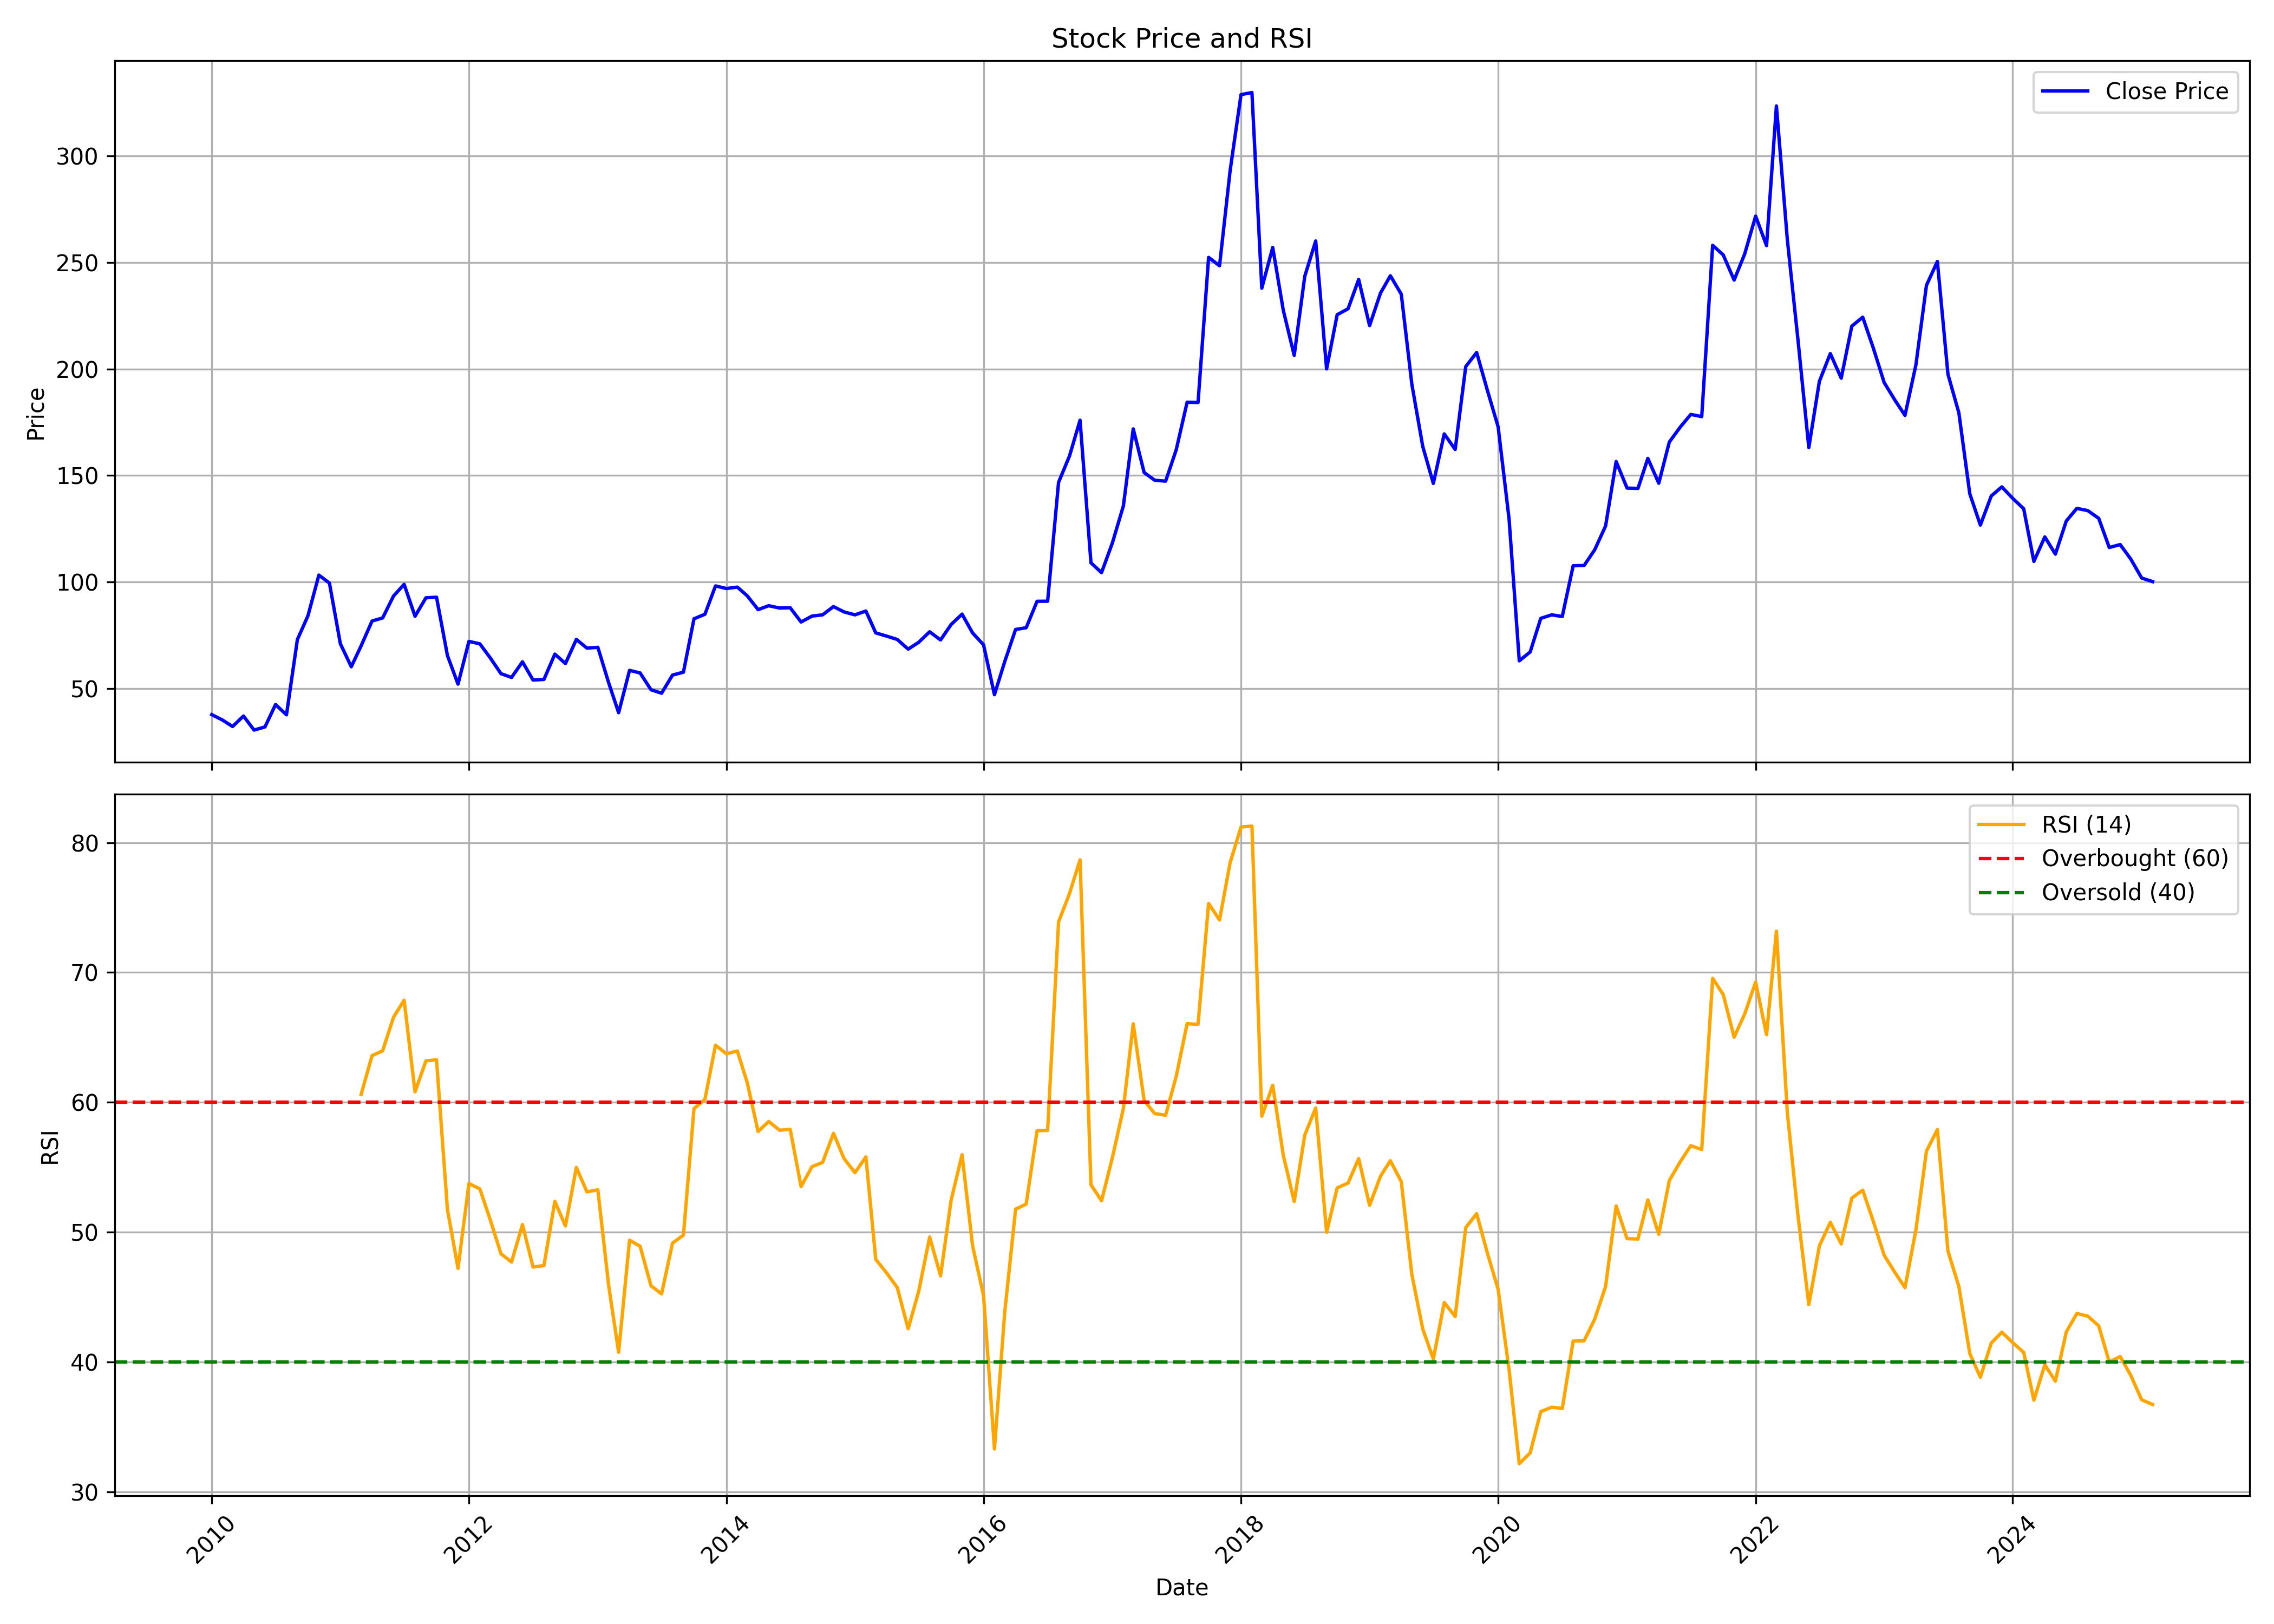 Stock Price and RSI
Close Price
300
250
200
150
100
50
Price
RSI (14)
Overbought (60)
Oversold (40)
80
70
60
50
40
30
RSI
2010
2012
2014
2016
2018
2020
2022
2024
Date